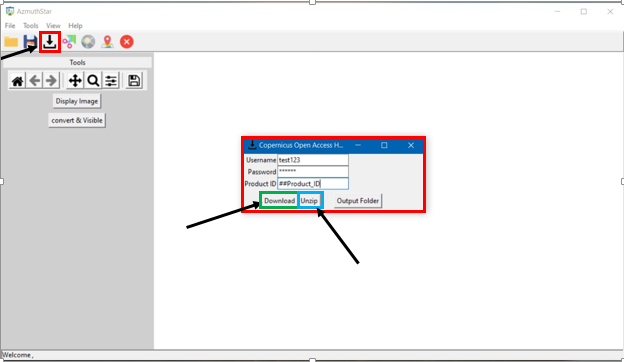 AzmuthStar
File Tools View Help
Tools
Display Image
convert & Visible
Copernicus Open Access H...
Username test123
Password ******
Product ID ##Product_ID
Download Unzip Output Folder
Welcome,